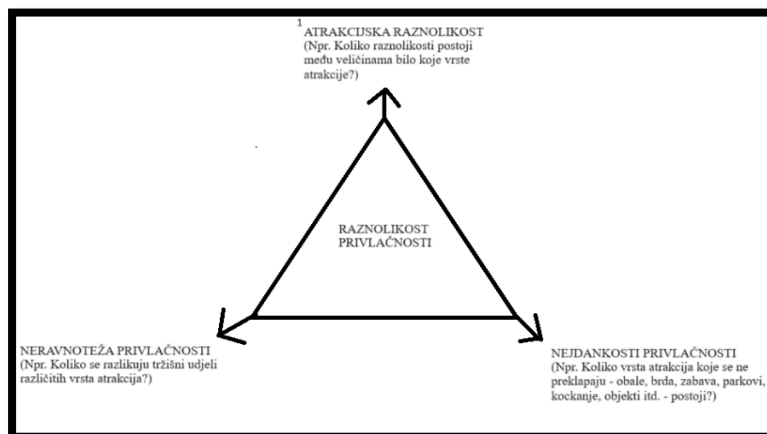 1
ATRAKCIJSKA RAZNOLIKOST
(Npr. Koliko raznolikosti postoji
među veličinama bilo koje vrste
atrakcije?)
RAZNOLIKOST
PRIVLAČNOSTI
NERAVNOTEŽA PRIVLAČNOSTI
(Npr. Koliko se razlikuju tržišni udjeli
različitih vrsta atrakcija?)
NEJDANKOSTI PRIVLAČNOSTI
(Npr. Koliko vrsta atrakcija koje se ne
preklapaju - obale, brda, zabava, parkovi,
kockanje, objekti itd. - postoji?)